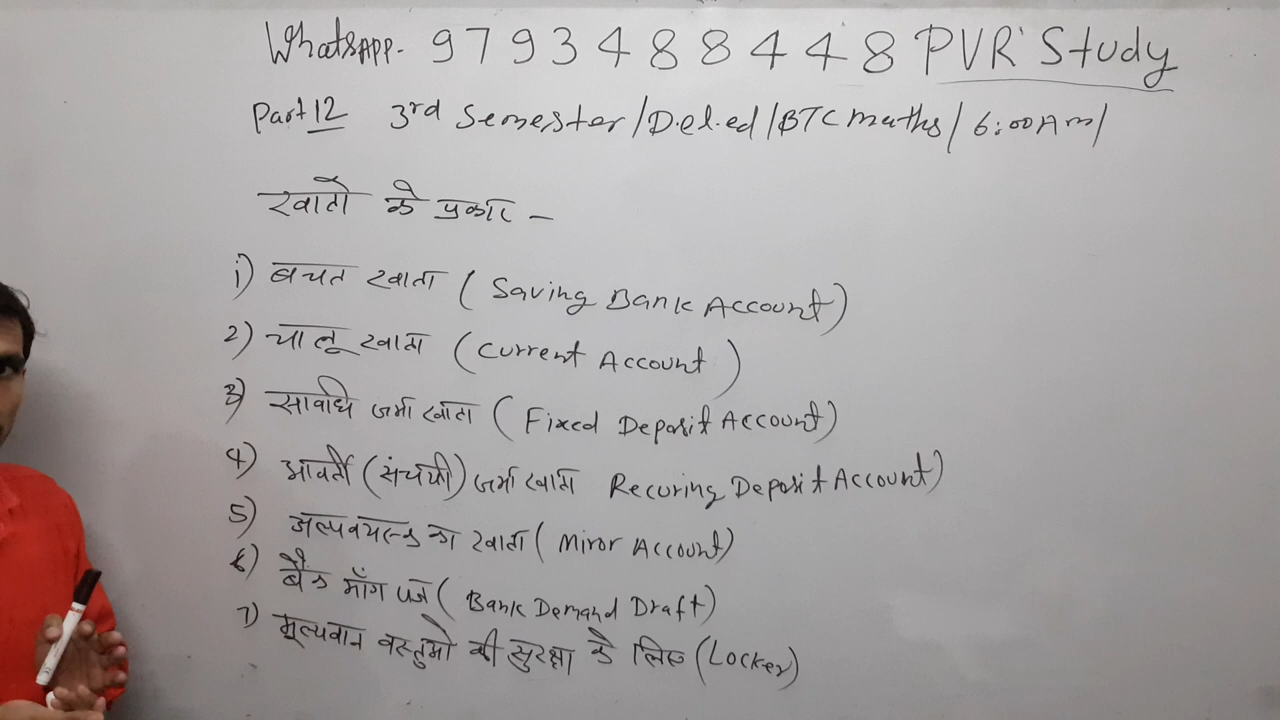 WhatsAPP. 9793488448 PVR Study
Part 12 3rd Semester/D.el.ed/BTC maths/6:00Am/
खातों के प्रकार -
1) बचत खाता (Saving Bank Account)
2) चालू खाता (Current Account)
3) सावधि जमा खाता (Fixed Deposit Account)
4) आवर्ती (संचयी) जमा खाता Recuring Deposit Account)
5) अल्पवयस्क का खाता (Miror Account)
6) बैंक माँग पत्र (Bank Demand Draft)
7) मूल्यवान वस्तुओ की सुरक्षा के लिए (Locker)